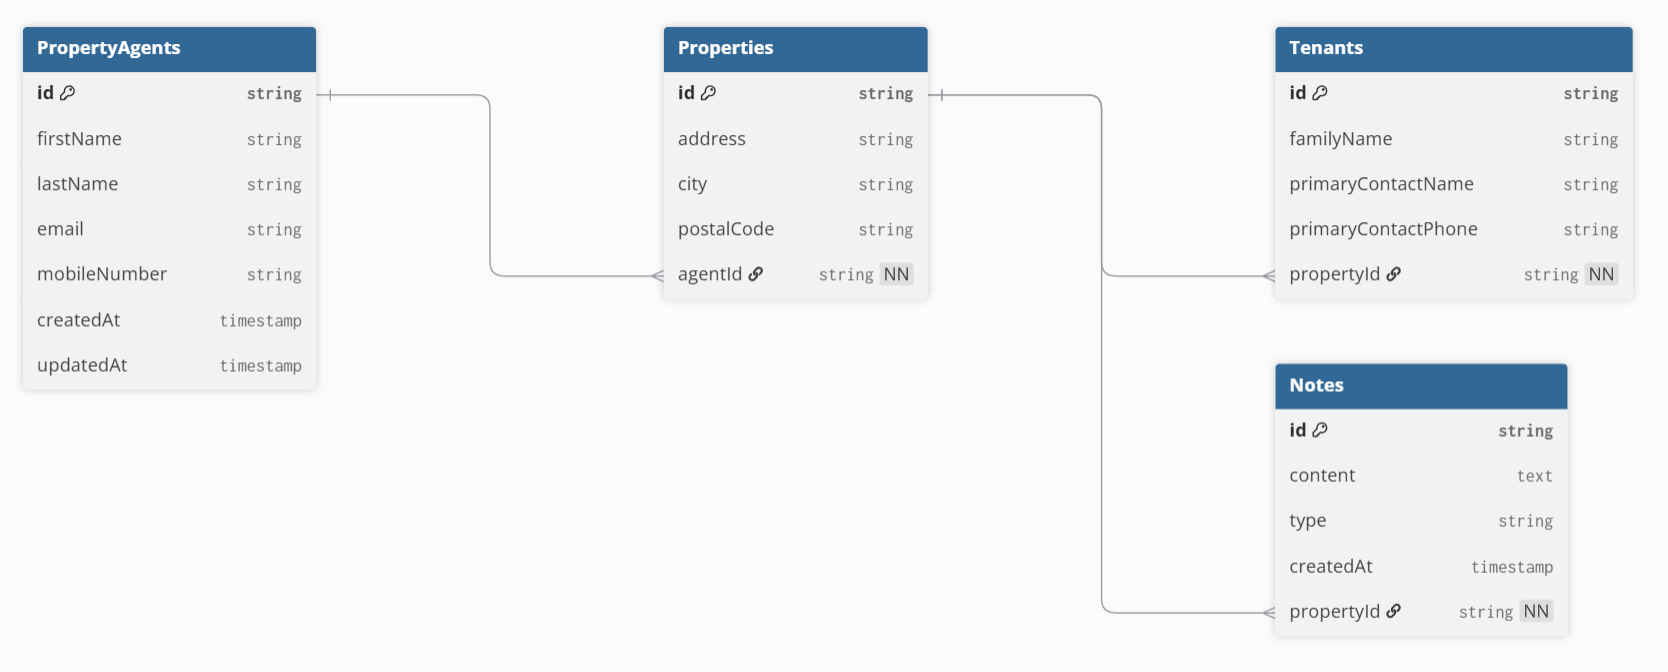 PropertyAgents
id string
firstName string
lastName string
email string
mobileNumber string
createdAt timestamp
updatedAt timestamp
Properties
id string
address string
city string
postalCode string
agentId string NN
Tenants
id string
familyName string
primaryContactName string
primaryContactPhone string
propertyId string NN
Notes
id string
content text
type string
createdAt timestamp
propertyId string NN